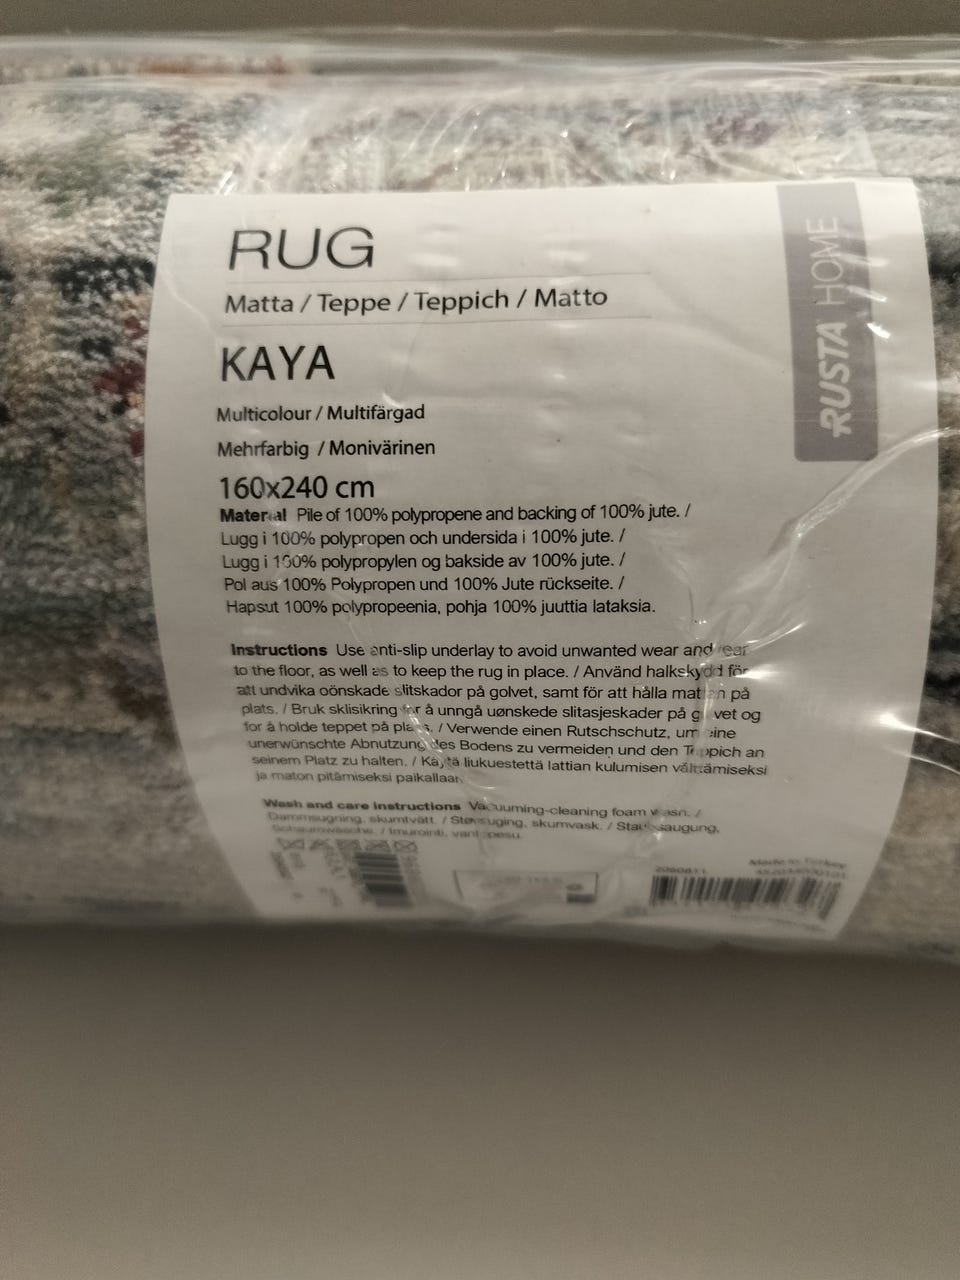 RUG
RUSTA HOME
Matta / Teppe / Teppich / Matto
KAYA
Multicolour / Multifärgad
Mehrfarbig / Monivärinen
160x240 cm
Material Pile of 100% polypropene and backing of 100% jute. /
Lugg i 100% polypropen och undersida i 100% jute. /
Lugg i 100% polypropylen og bakside av 100% jute. /
Pol aus 100% Polypropen und 100% Jute rückseite. /
Hapsut 100% polypropeenia, pohja 100% juuttia lataksia.
Instructions Use anti-slip underlay to avoid unwanted wear and tear
to the floor, as well as to keep the rug in place. / Använd halkskydd för
att undvika oönskade slitskador på golvet, samt för att hålla mattan på
plats. / Bruk sklisikring for å unngå uønskede slitasjeskader på gulvet og
for å holde teppet på plass. / Verwende einen Rutschschutz, um eine
unerwünschte Abnutzung des Bodens zu vermeiden und den Teppich an
seinem Platz zu halten. / Käytä liukuestettä lattian kulumisen välttämiseksi
ja maton pitämiseksi paikallaan.
Wash and care instructions Vacuuming-cleaning foam wash. /
Dammsugning, skumtvätt. / Støvsuging, skumvask. / Staubsaugung,
Schaumwäsche. / Imurointi, pesu.
Made in Turkey